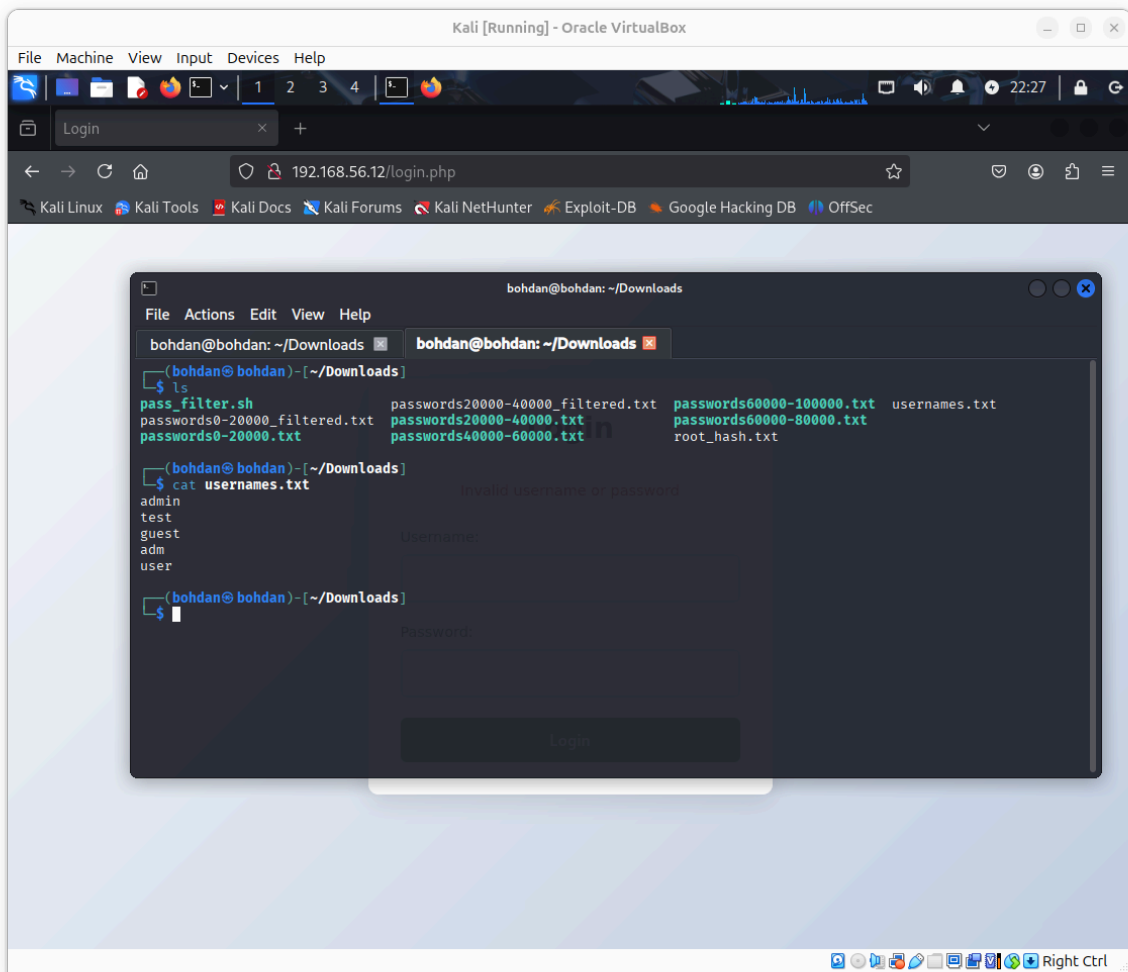 Kali [Running] - Oracle VirtualBox
File Machine View Input Devices Help
1 2 3 4 22:27
Login
192.168.56.12/login.php
Kali Linux Kali Tools Kali Docs Kali Forums Kali NetHunter Exploit-DB Google Hacking DB OffSec
bohdan@bohdan: ~/Downloads
File Actions Edit View Help
bohdan@bohdan: ~/Downloads bohdan@bohdan: ~/Downloads
┌──(bohdan㉿bohdan)-[~/Downloads]
└─$ ls
pass_filter.sh passwords20000-40000_filtered.txt passwords60000-100000.txt usernames.txt
passwords0-20000_filtered.txt passwords20000-40000.txt passwords60000-80000.txt
passwords0-20000.txt passwords40000-60000.txt root_hash.txt
┌──(bohdan㉿bohdan)-[~/Downloads]
└─$ cat usernames.txt
admin
test
guest
adm
user
┌──(bohdan㉿bohdan)-[~/Downloads]
└─$
Invalid username or password
Username:
Password:
Login
Right Ctrl